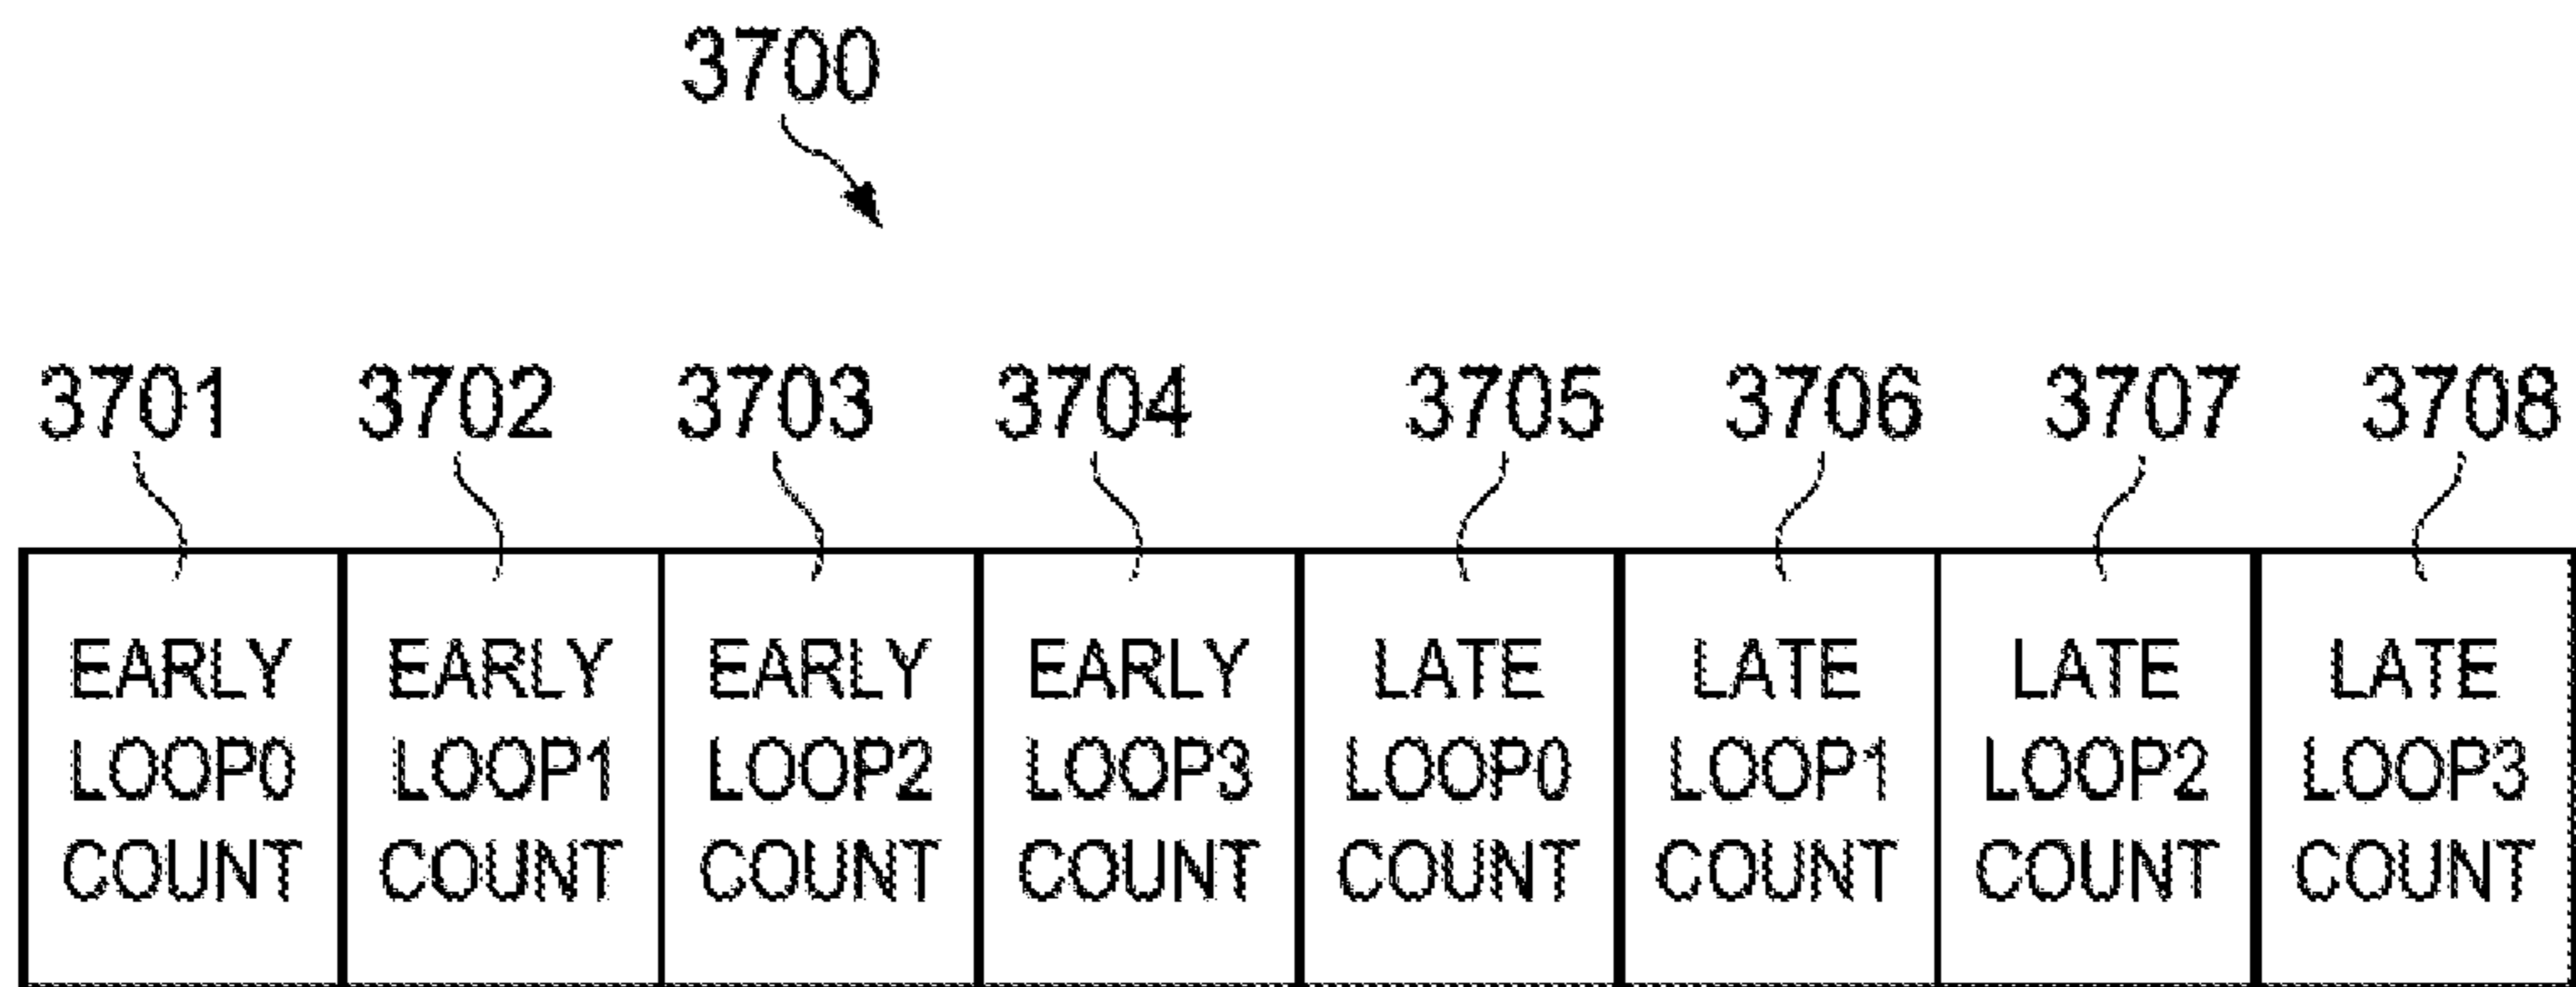 3700
3701 3702 3703 3704 3705 3706 3707 3708
EARLY EARLY EARLY EARLY LATE LATE LATE LATE
LOOP0 LOOP1 LOOP2 LOOP3 LOOP0 LOOP1 LOOP2 LOOP3
COUNT COUNT COUNT COUNT COUNT COUNT COUNT COUNT